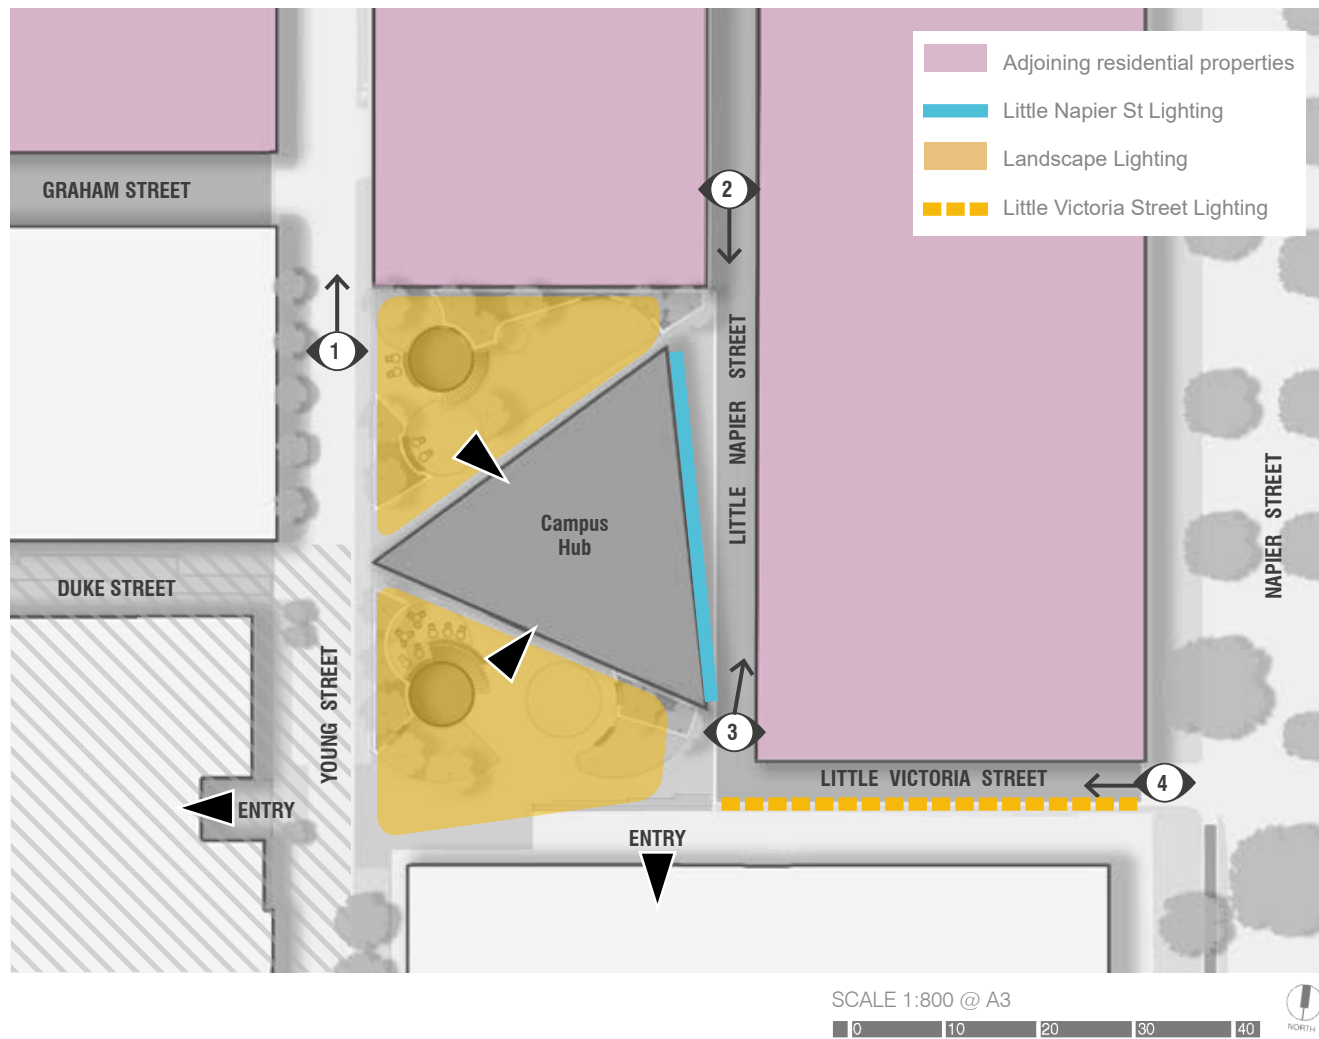 Adjoining residential properties
Little Napier St Lighting
Landscape Lighting
Little Victoria Street Lighting
GRAHAM STREET
2
1
LITTLE NAPIER STREET
Campus
Hub
NAPIER STREET
DUKE STREET
YOUNG STREET
3
LITTLE VICTORIA STREET
4
ENTRY
ENTRY
SCALE 1:800 @ A3
0 10 20 30 40
NORTH